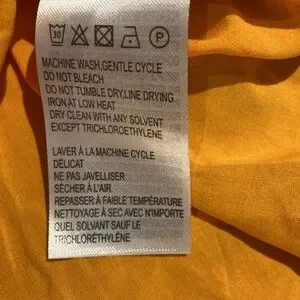 30 P
MACHINE WASH,GENTLE CYCLE
DO NOT BLEACH
DO NOT TUMBLE DRY,LINE DRYING
IRON AT LOW HEAT
DRY CLEAN WITH ANY SOLVENT
EXCEPT TRICHLOROETHYLENE
LAVER À LA MACHINE CYCLE
DÉLICAT
NE PAS JAVELLISER
SÉCHER À L'AIR
REPASSER À FAIBLE TEMPÉRATURE
NETTOYAGE À SEC AVEC N'IMPORTE
QUEL SOLVANT SAUF LE
TRICHLORÉTHYLÈNE